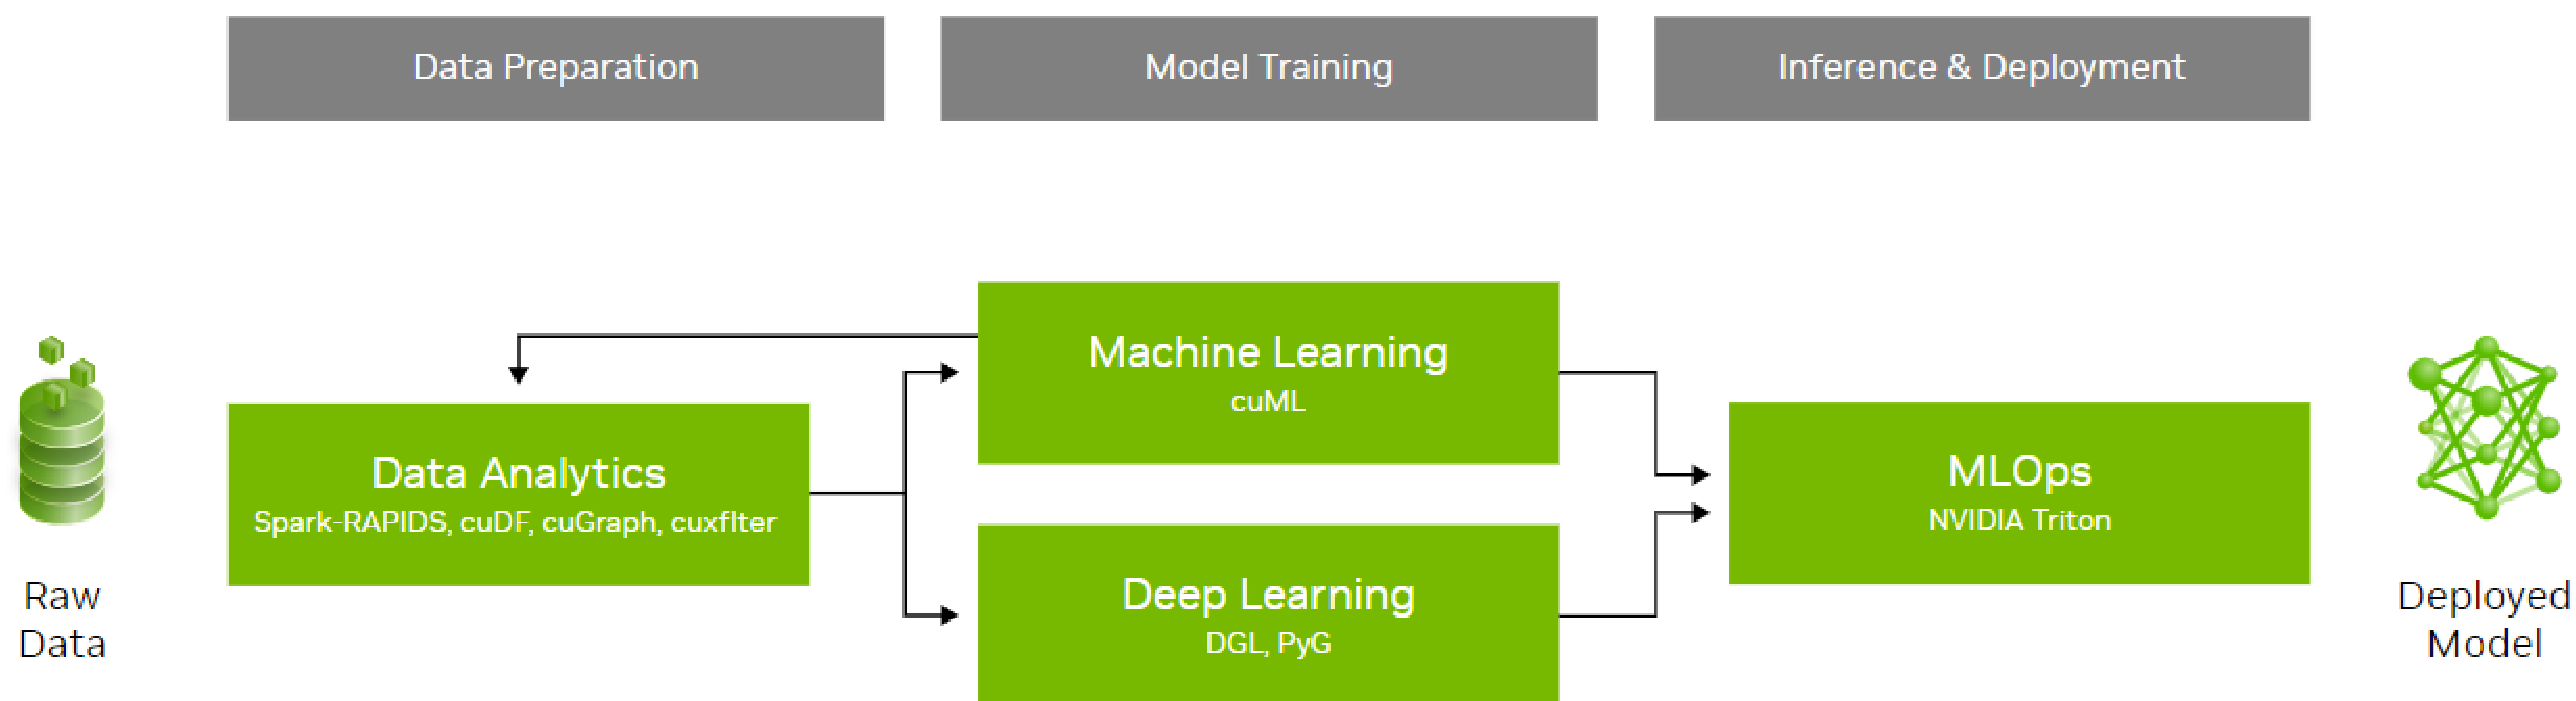 Data Preparation
Model Training
Inference & Deployment
Machine Learning
cuML
Data Analytics
Spark-RAPIDS, cuDF, cuGraph, cuxflter
MLOps
NVIDIA Triton
Deep Learning
DGL, PyG
Raw
Data
Deployed
Model